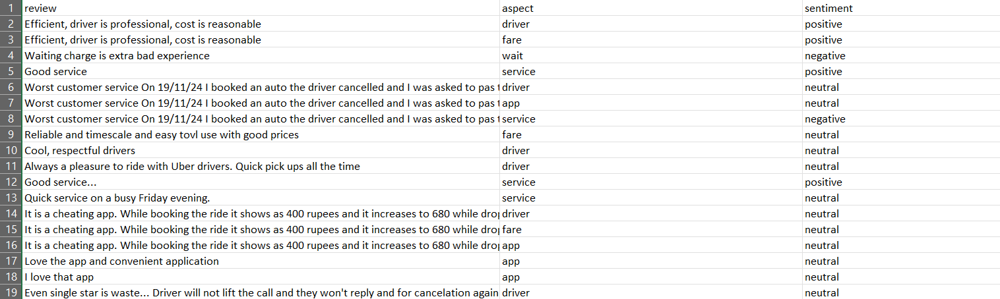 1 review aspect sentiment
2 Efficient, driver is professional, cost is reasonable driver positive
3 Efficient, driver is professional, cost is reasonable fare positive
4 Waiting charge is extra bad experience wait negative
5 Good service service positive
6 Worst customer service On 19/11/24 I booked an auto the driver cancelled and I was asked to pas t driver neutral
7 Worst customer service On 19/11/24 I booked an auto the driver cancelled and I was asked to pas t app neutral
8 Worst customer service On 19/11/24 I booked an auto the driver cancelled and I was asked to pas t service negative
9 Reliable and timescale and easy tovl use with good prices fare neutral
10 Cool, respectful drivers driver neutral
11 Always a pleasure to ride with Uber drivers. Quick pick ups all the time driver neutral
12 Good service... service positive
13 Quick service on a busy Friday evening. service neutral
14 It is a cheating app. While booking the ride it shows as 400 rupees and it increases to 680 while drop driver neutral
15 It is a cheating app. While booking the ride it shows as 400 rupees and it increases to 680 while drop fare neutral
16 It is a cheating app. While booking the ride it shows as 400 rupees and it increases to 680 while drop app neutral
17 Love the app and convenient application app neutral
18 I love that app app neutral
19 Even single star is waste... Driver will not lift the call and they won't reply and for cancelation again driver neutral